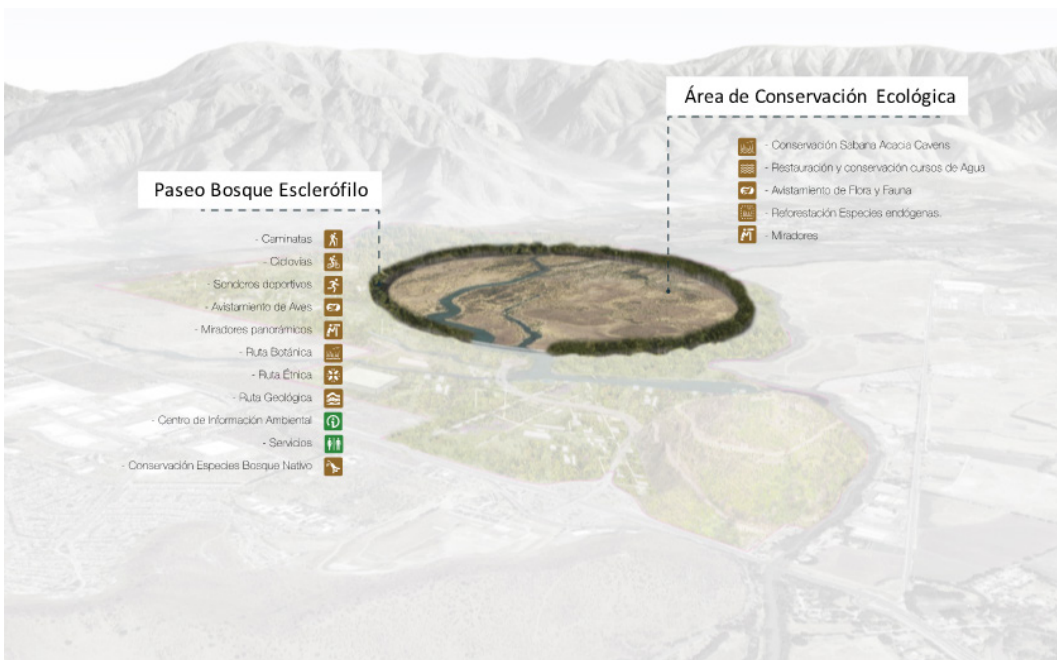 Área de Conservación Ecológica
- Conservación Sabana Acacia Cavens
- Restauración y conservación cursos de Agua
- Avistamiento de Flora y Fauna
- Reforestación Especies endógenas.
- Miradores
Paseo Bosque Esclerófilo
- Caminatas
- Ciclovías
- Senderos deportivos
- Avistamiento de Aves
- Miradores panorámicos
- Ruta Botánica
- Ruta Étnica
- Ruta Geológica
- Centro de Información Ambiental
- Servicios
- Conservación Especies Bosque Nativo